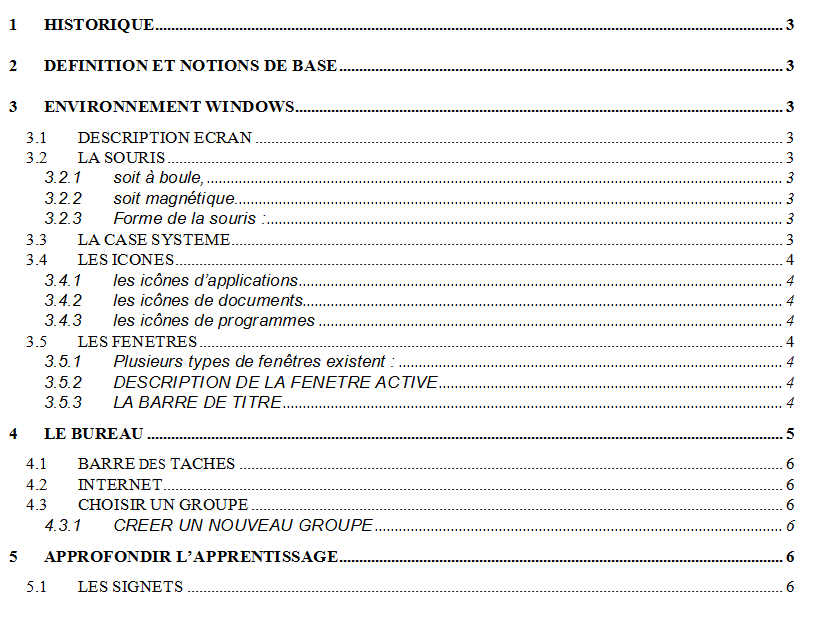 1 HISTORIQUE 3
2 DEFINITION ET NOTIONS DE BASE 3
3 ENVIRONNEMENT WINDOWS 3
3.1 DESCRIPTION ECRAN 3
3.2 LA SOURIS 3
3.2.1 soit à boule, 3
3.2.2 soit magnétique 3
3.2.3 Forme de la souris : 3
3.3 LA CASE SYSTEME 3
3.4 LES ICONES 4
3.4.1 les icônes d’applications 4
3.4.2 les icônes de documents 4
3.4.3 les icônes de programmes 4
3.5 LES FENETRES 4
3.5.1 Plusieurs types de fenêtres existent : 4
3.5.2 DESCRIPTION DE LA FENETRE ACTIVE 4
3.5.3 LA BARRE DE TITRE 4
4 LE BUREAU 5
4.1 BARRE DES TACHES 6
4.2 INTERNET 6
4.3 CHOISIR UN GROUPE 6
4.3.1 CREER UN NOUVEAU GROUPE 6
5 APPROFONDIR L’APPRENTISSAGE 6
5.1 LES SIGNETS 6